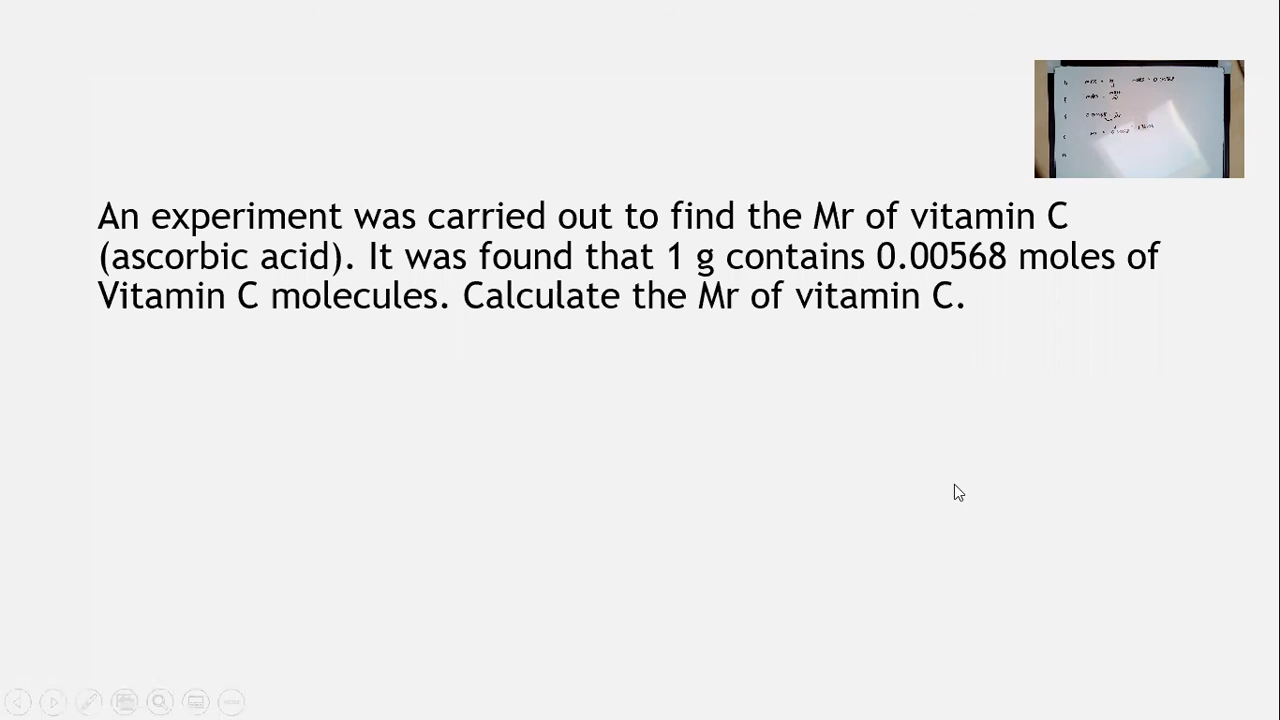 An experiment was carried out to find the Mr of vitamin C
(ascorbic acid). It was found that 1 g contains 0.00568 moles of
Vitamin C molecules. Calculate the Mr of vitamin C.